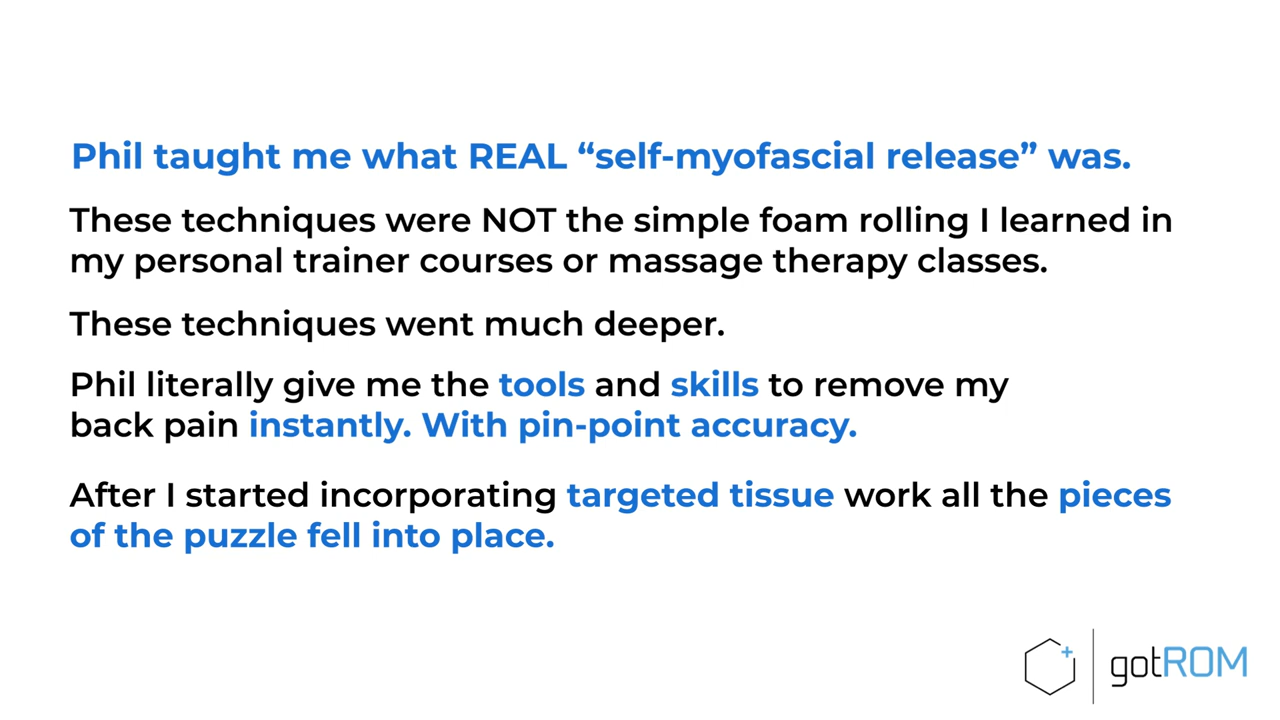 Phil taught me what REAL “self-myofascial release” was.
These techniques were NOT the simple foam rolling I learned in
my personal trainer courses or massage therapy classes.
These techniques went much deeper.
Phil literally give me the tools and skills to remove my
back pain instantly. With pin-point accuracy.
After I started incorporating targeted tissue work all the pieces
of the puzzle fell into place.
gotROM